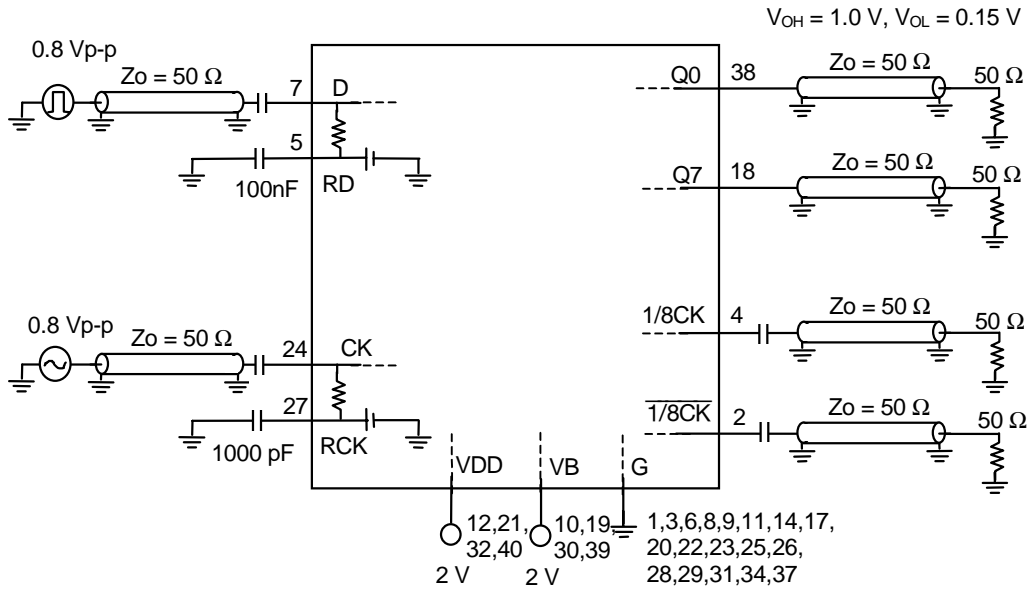 V_OH = 1.0 V, V_OL = 0.15 V
0.8 Vp-p
Zo = 50 Ω
7
D
5
100nF
RD
Q0
38
Zo = 50 Ω
50 Ω
Q7
18
Zo = 50 Ω
50 Ω
0.8 Vp-p
Zo = 50 Ω
24
CK
27
1000 pF
RCK
1/8CK
4
Zo = 50 Ω
50 Ω
1/8CK
2
Zo = 50 Ω
50 Ω
VDD
VB
G
12,21,
32,40
2 V
10,19,
30,39
2 V
1,3,6,8,9,11,14,17,
20,22,23,25,26,
28,29,31,34,37